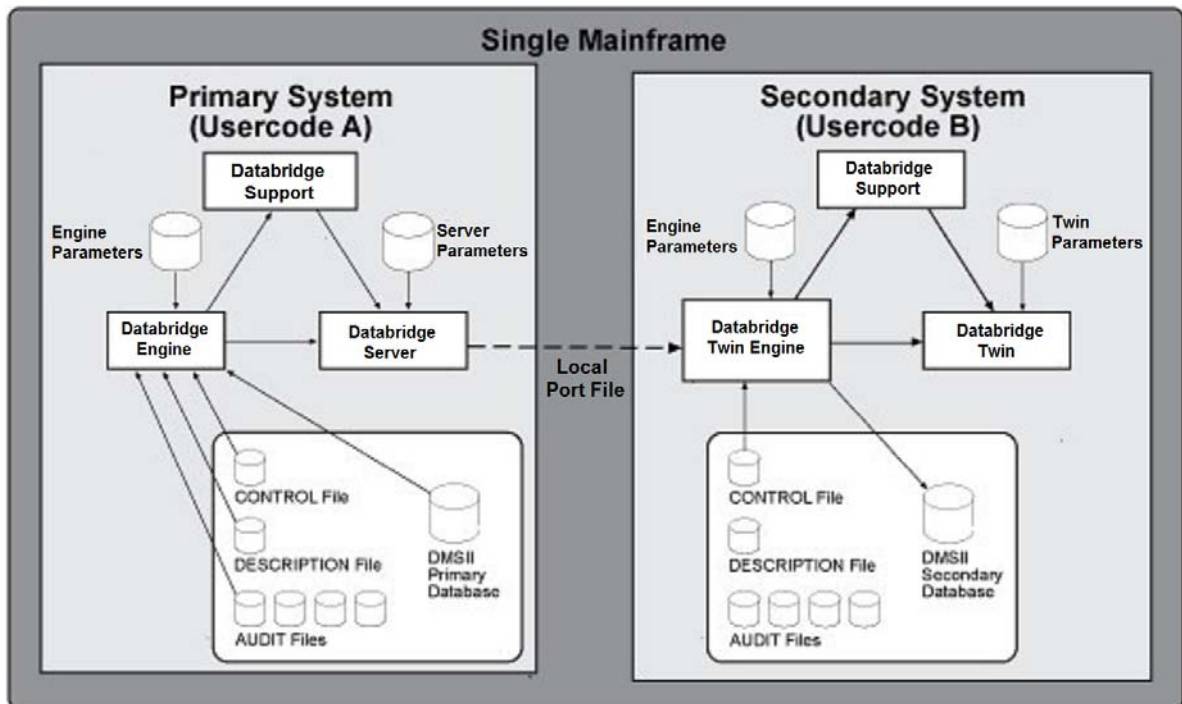 Single Mainframe
Primary System
(Usercode A)
Databridge
Support
Engine
Parameters
Server
Parameters
Databridge
Engine
Databridge
Server
Local
Port File
CONTROL File
DESCRIPTION File
AUDIT Files
DMSII
Primary
Database
Secondary System
(Usercode B)
Databridge
Support
Engine
Parameters
Twin
Parameters
Databridge
Twin Engine
Databridge
Twin
CONTROL File
DESCRIPTION File
AUDIT Files
DMSII
Secondary
Database